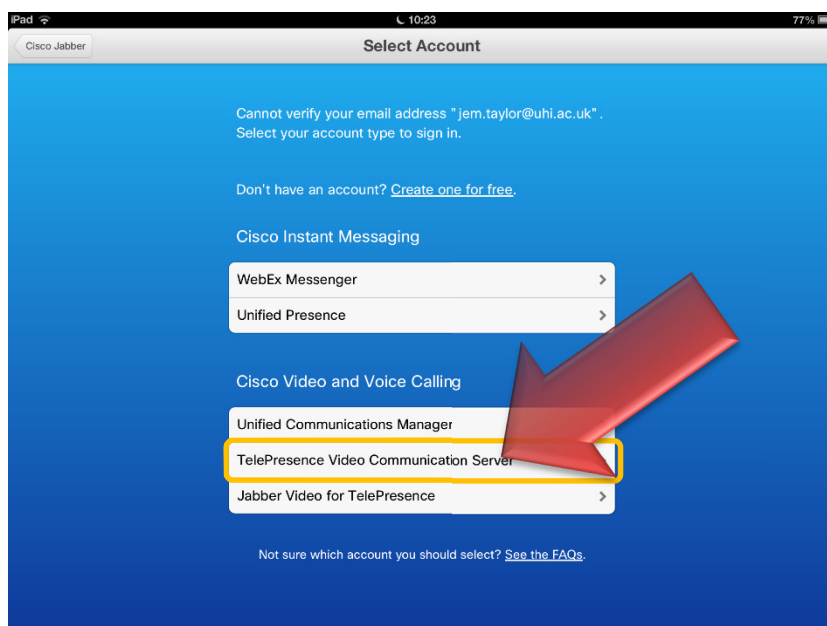 iPad 10:23 77%
Cisco Jabber Select Account
Cannot verify your email address "jem.taylor@uhi.ac.uk".
Select your account type to sign in.
Don't have an account? Create one for free.
Cisco Instant Messaging
WebEx Messenger
Unified Presence
Cisco Video and Voice Calling
Unified Communications Manager
TelePresence Video Communication Server
Jabber Video for TelePresence
Not sure which account you should select? See the FAQs.